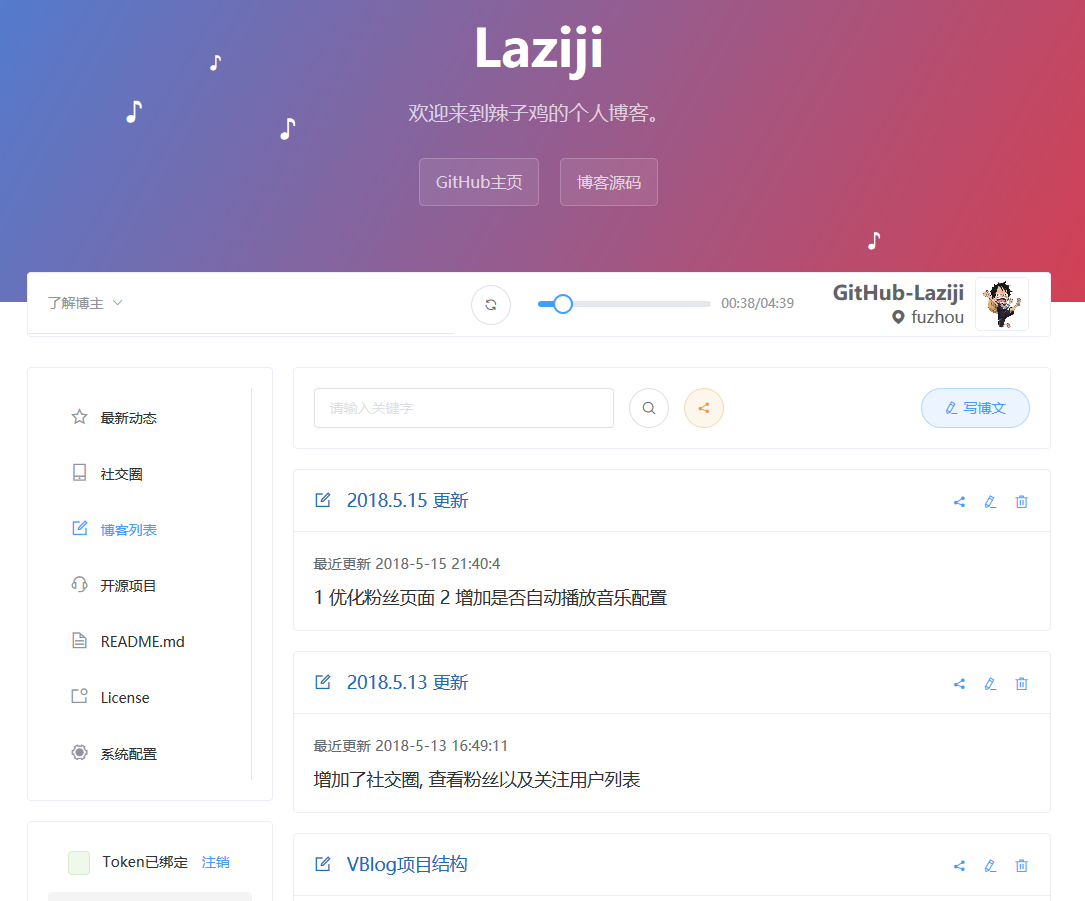 Laziji
欢迎来到辣子鸡的个人博客。
GitHub主页
博客源码
了解博主
00:38/04:39
GitHub-Laziji
fuzhou
最新动态
社交圈
博客列表
开源项目
README.md
License
系统配置
Token已绑定 注销
请输入关键字
写博文
2018.5.15 更新
最近更新 2018-5-15 21:40:4
1 优化粉丝页面 2 增加是否自动播放音乐配置
2018.5.13 更新
最近更新 2018-5-13 16:49:11
增加了社交圈, 查看粉丝以及关注用户列表
VBlog项目结构